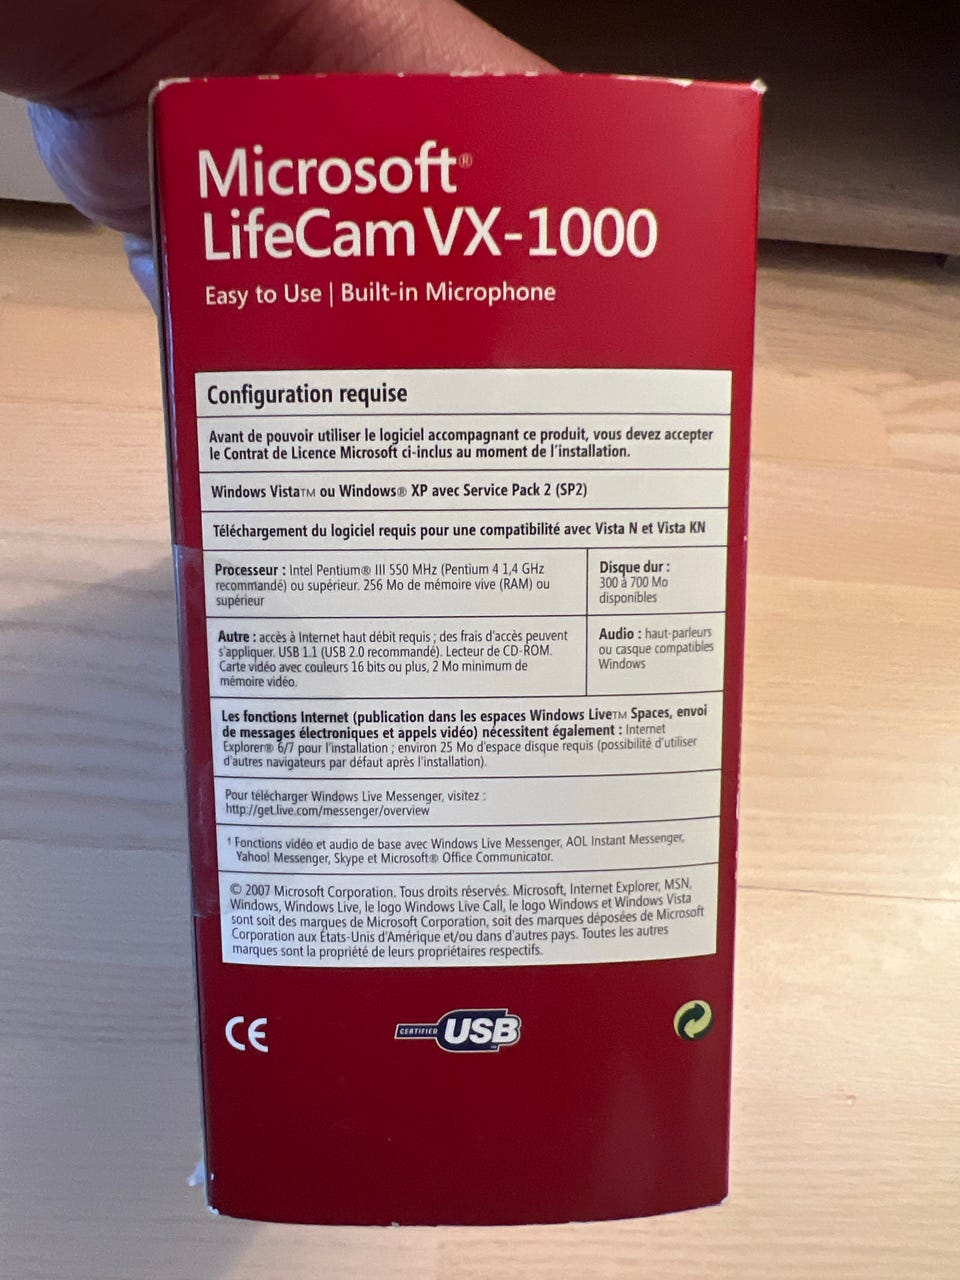 Microsoft®
LifeCam VX-1000
Easy to Use | Built-in Microphone
Configuration requise
Avant de pouvoir utiliser le logiciel accompagnant ce produit, vous devez accepter
le Contrat de Licence Microsoft ci-inclus au moment de l'installation.
Windows Vista™ ou Windows® XP avec Service Pack 2 (SP2)
Téléchargement du logiciel requis pour une compatibilité avec Vista N et Vista KN
Processeur : Intel Pentium® III 550 MHz (Pentium 4 1,4 GHz
recommandé) ou supérieur. 256 Mo de mémoire vive (RAM) ou
supérieur
Disque dur :
300 à 700 Mo
disponibles
Autre : accès à Internet haut débit requis ; des frais d'accès peuvent
s'appliquer. USB 1.1 (USB 2.0 recommandé). Lecteur de CD-ROM.
Carte vidéo avec couleurs 16 bits ou plus, 2 Mo minimum de
mémoire vidéo.
Audio : haut-parleurs
ou casque compatibles
Windows
Les fonctions Internet (publication dans les espaces Windows Live™ Spaces, envoi
de messages électroniques et appels vidéo) nécessitent également : Internet
Explorer® 6/7 pour l'installation ; environ 25 Mo d'espace disque requis (possibilité d'utiliser
d'autres navigateurs par défaut après l'installation).
Pour télécharger Windows Live Messenger, visitez :
http://get.live.com/messenger/overview
† Fonctions vidéo et audio de base avec Windows Live Messenger, AOL Instant Messenger,
Yahoo! Messenger, Skype et Microsoft® Office Communicator.
© 2007 Microsoft Corporation. Tous droits réservés. Microsoft, Internet Explorer, MSN,
Windows, Windows Live, le logo Windows Live Call, le logo Windows et Windows Vista
sont soit des marques de Microsoft Corporation, soit des marques déposées de Microsoft
Corporation aux États-Unis d'Amérique et/ou dans d'autres pays. Toutes les autres
marques sont la propriété de leurs propriétaires respectifs.
CE
CERTIFIED USB™